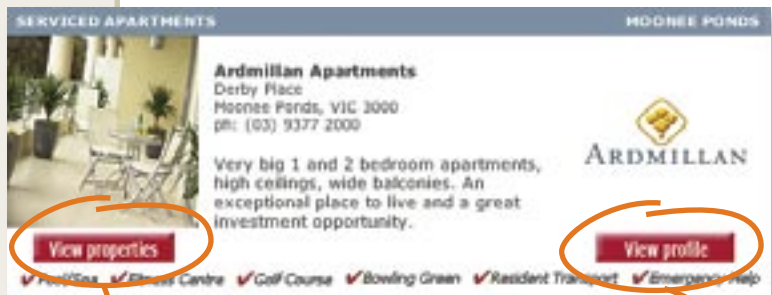 SERVICED APARTMENTS MOONEE PONDS
Ardmillan Apartments
Derby Place
Moonee Ponds, VIC 3000
ph: (03) 9377 2000
Very big 1 and 2 bedroom apartments,
high ceilings, wide balconies. An
exceptional place to live and a great
investment opportunity.
ARDMILLAN
View properties View profile
Pool/Spa Fitness Centre Golf Course Bowling Green Resident Transport Emergency Help